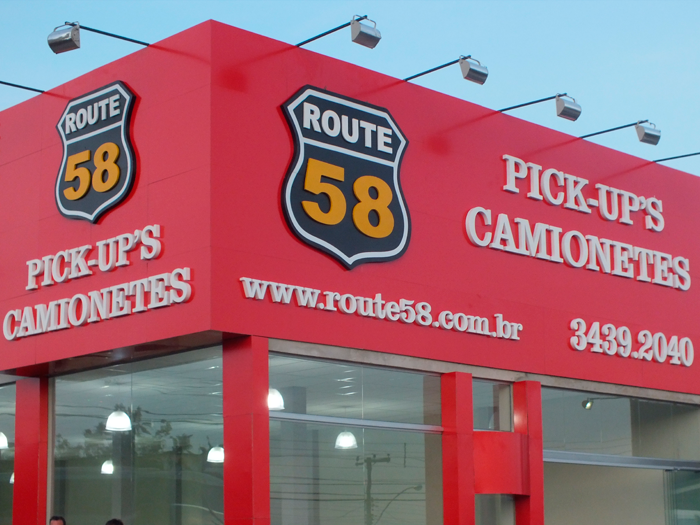 ROUTE
58
PICK-UP'S
CAMIONETES
ROUTE
58
PICK-UP'S
CAMIONETES
www.route58.com.br
3439.2040